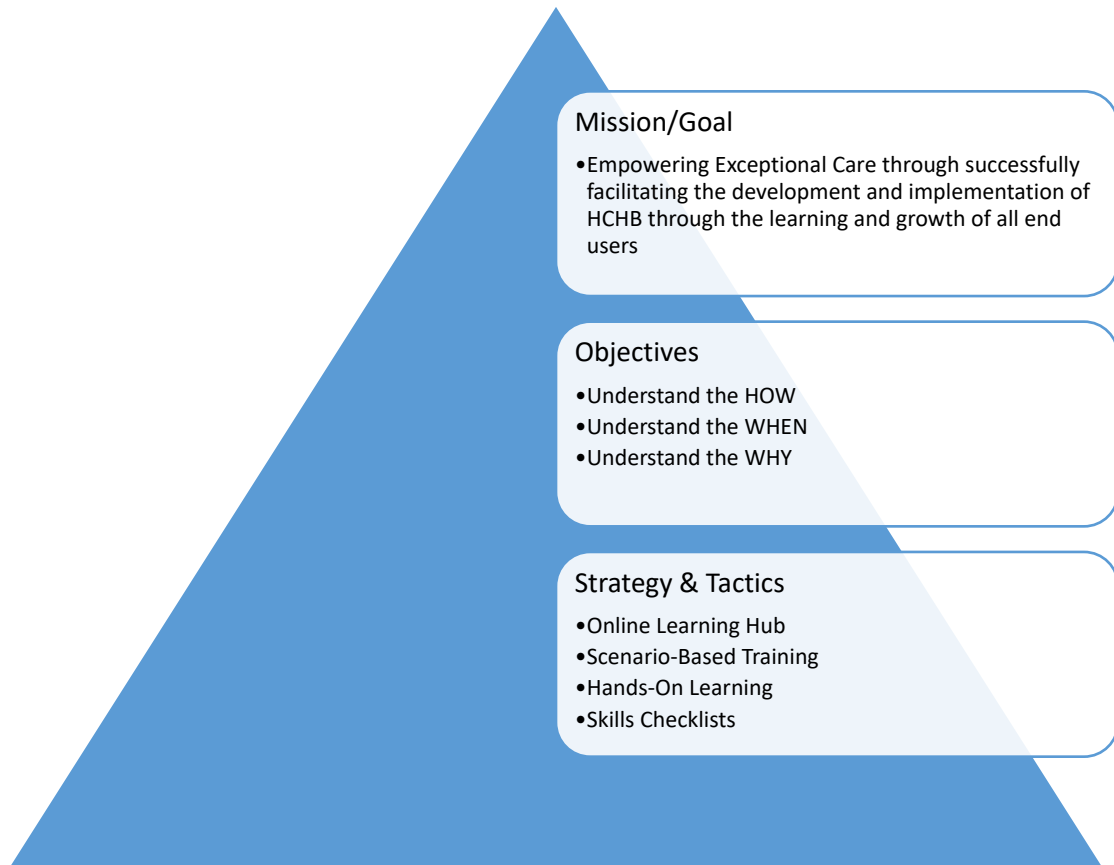 Mission/Goal
•Empowering Exceptional Care through successfully
facilitating the development and implementation of
HCHB through the learning and growth of all end
users
Objectives
•Understand the HOW
•Understand the WHEN
•Understand the WHY
Strategy & Tactics
•Online Learning Hub
•Scenario-Based Training
•Hands-On Learning
•Skills Checklists